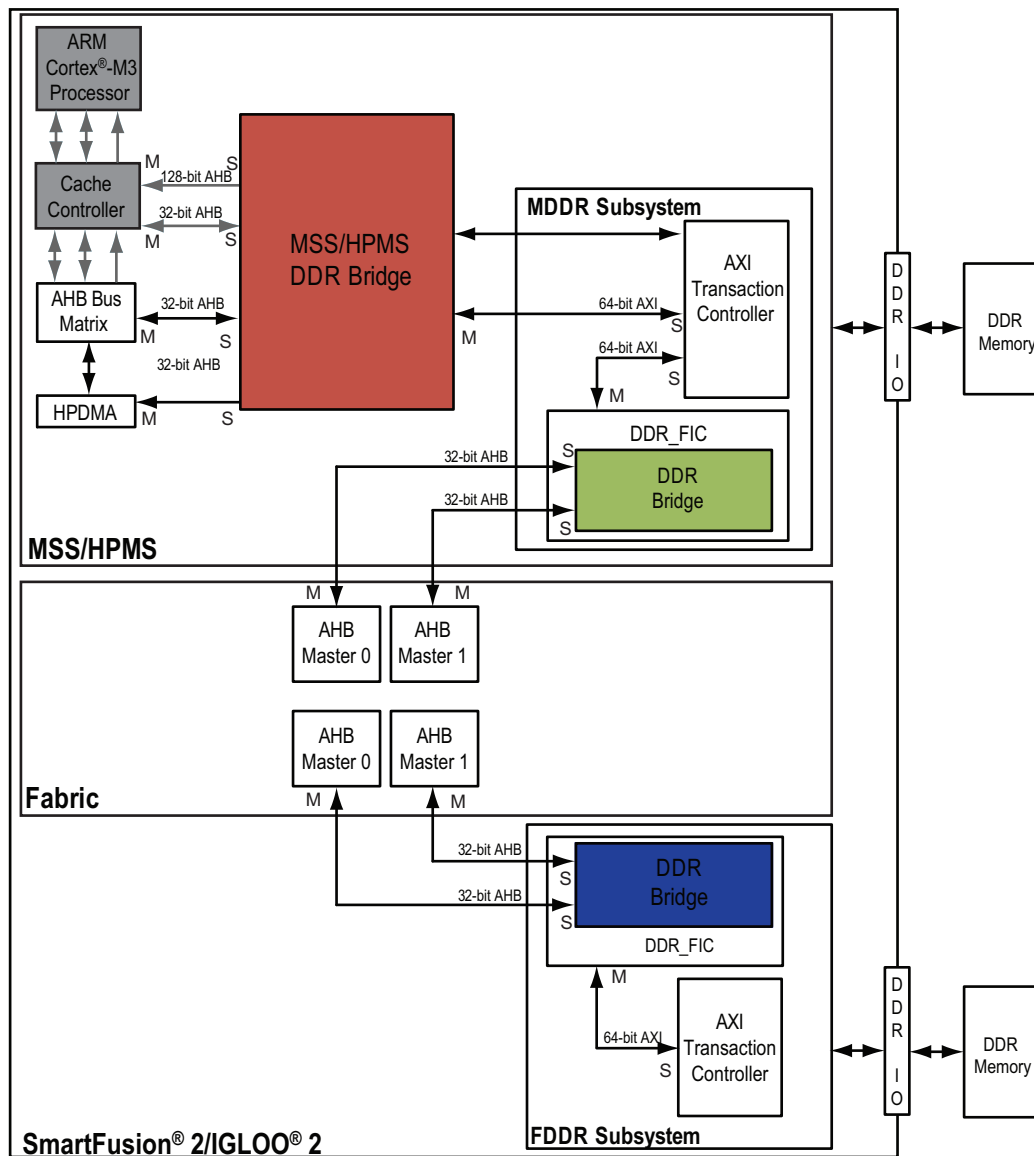 ARM
Cortex®-M3
Processor
M
S
128-bit AHB
Cache
Controller
32-bit AHB
M
S
MSS/HPMS
DDR Bridge
MDDR Subsystem
AXI
Transaction
Controller
AHB Bus
Matrix
32-bit AHB
M
S
64-bit AXI
M
S
64-bit AXI
S
M
32-bit AHB
HPDMA
M
S
DDR_FIC
32-bit AHB
S
DDR
Bridge
32-bit AHB
S
MSS/HPMS
DDR IO
DDR
Memory
M
M
AHB
Master 0
AHB
Master 1
AHB
Master 0
AHB
Master 1
M
M
Fabric
32-bit AHB
S
DDR
Bridge
32-bit AHB
S
DDR_FIC
M
64-bit AXI
S
AXI
Transaction
Controller
DDR IO
DDR
Memory
FDDR Subsystem
SmartFusion® 2/IGLOO® 2